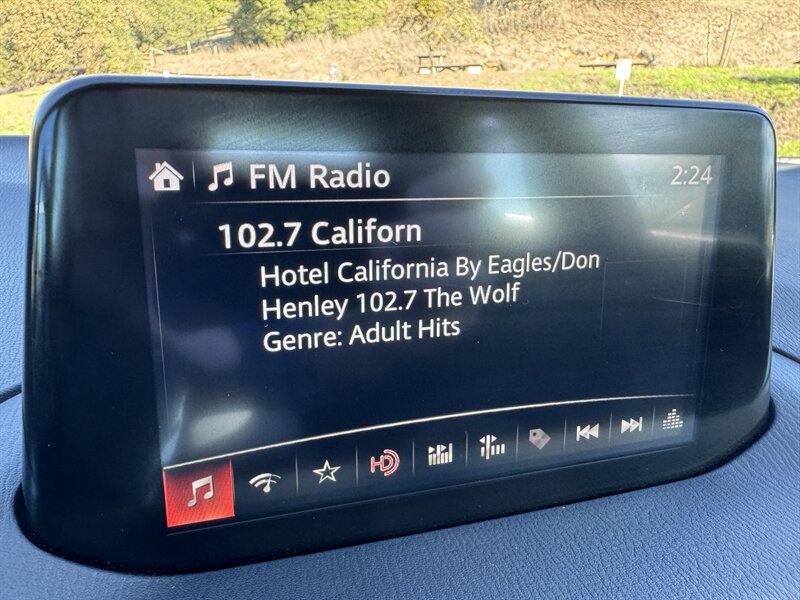 FM Radio 2:24
102.7 Californ
Hotel California By Eagles/Don
Henley 102.7 The Wolf
Genre: Adult Hits
HD